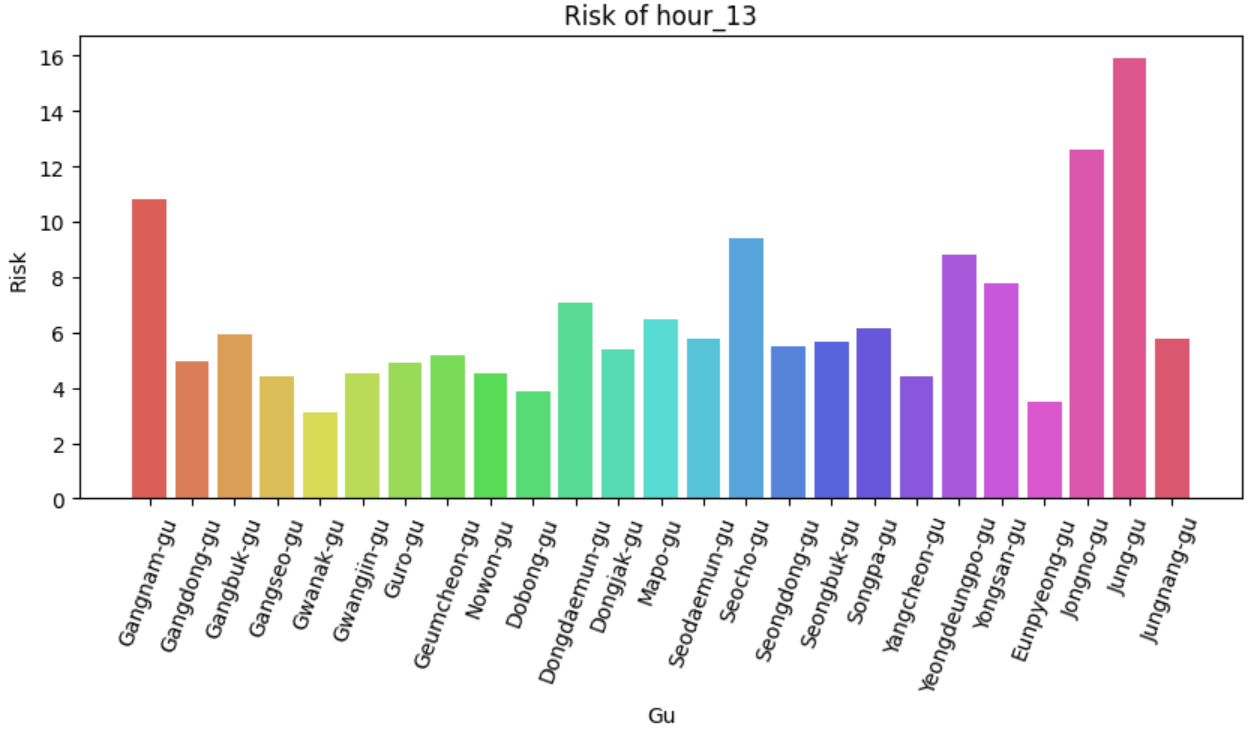 Risk of hour_13
16
14
12
10
8
6
4
2
0
Risk
Gangnam-gu
Gangdong-gu
Gangbuk-gu
Gangseo-gu
Gwanak-gu
Gwangjin-gu
Guro-gu
Geumcheon-gu
Nowon-gu
Dobong-gu
Dongdaemun-gu
Dongjak-gu
Mapo-gu
Seodaemun-gu
Seocho-gu
Seongdong-gu
Seongbuk-gu
Songpa-gu
Yangcheon-gu
Yeongdeungpo-gu
Yongsan-gu
Eunpyeong-gu
Jongno-gu
Jung-gu
Jungnang-gu
Gu